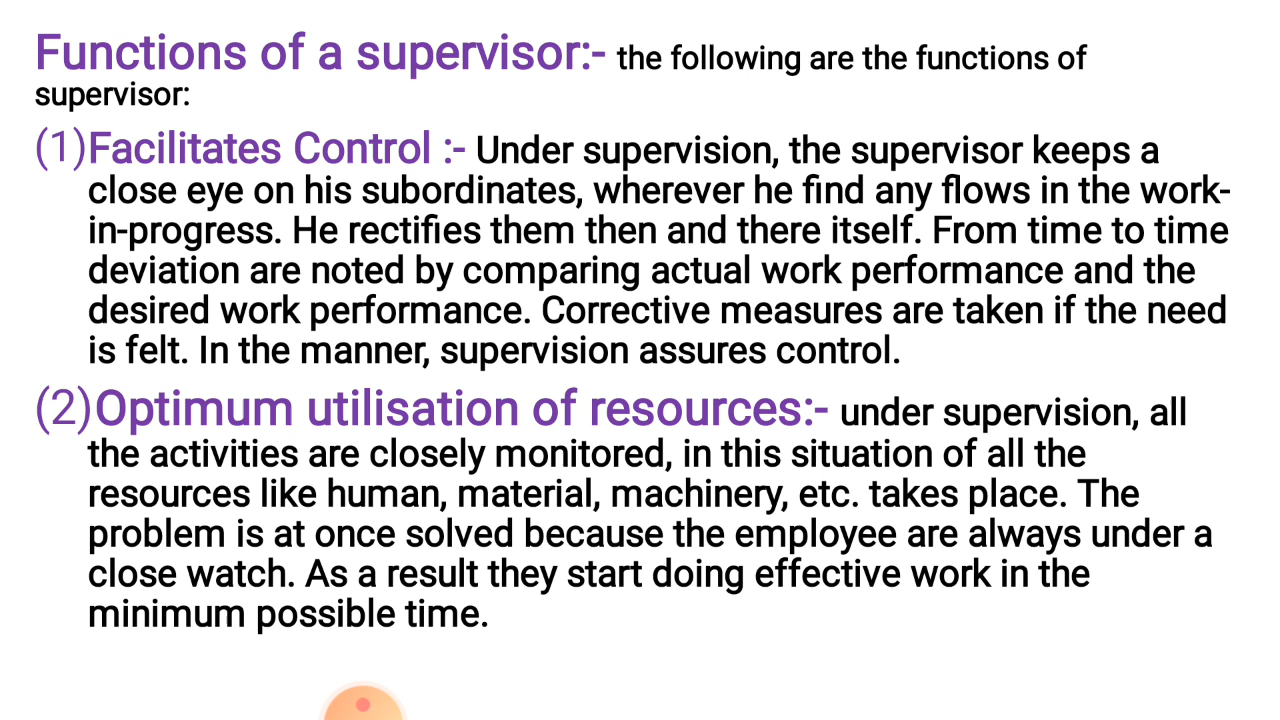 Functions of a supervisor:- the following are the functions of
supervisor:
(1)Facilitates Control :- Under supervision, the supervisor keeps a
close eye on his subordinates, wherever he find any flows in the work-
in-progress. He rectifies them then and there itself. From time to time
deviation are noted by comparing actual work performance and the
desired work performance. Corrective measures are taken if the need
is felt. In the manner, supervision assures control.
(2)Optimum utilisation of resources:- under supervision, all
the activities are closely monitored, in this situation of all the
resources like human, material, machinery, etc. takes place. The
problem is at once solved because the employee are always under a
close watch. As a result they start doing effective work in the
minimum possible time.